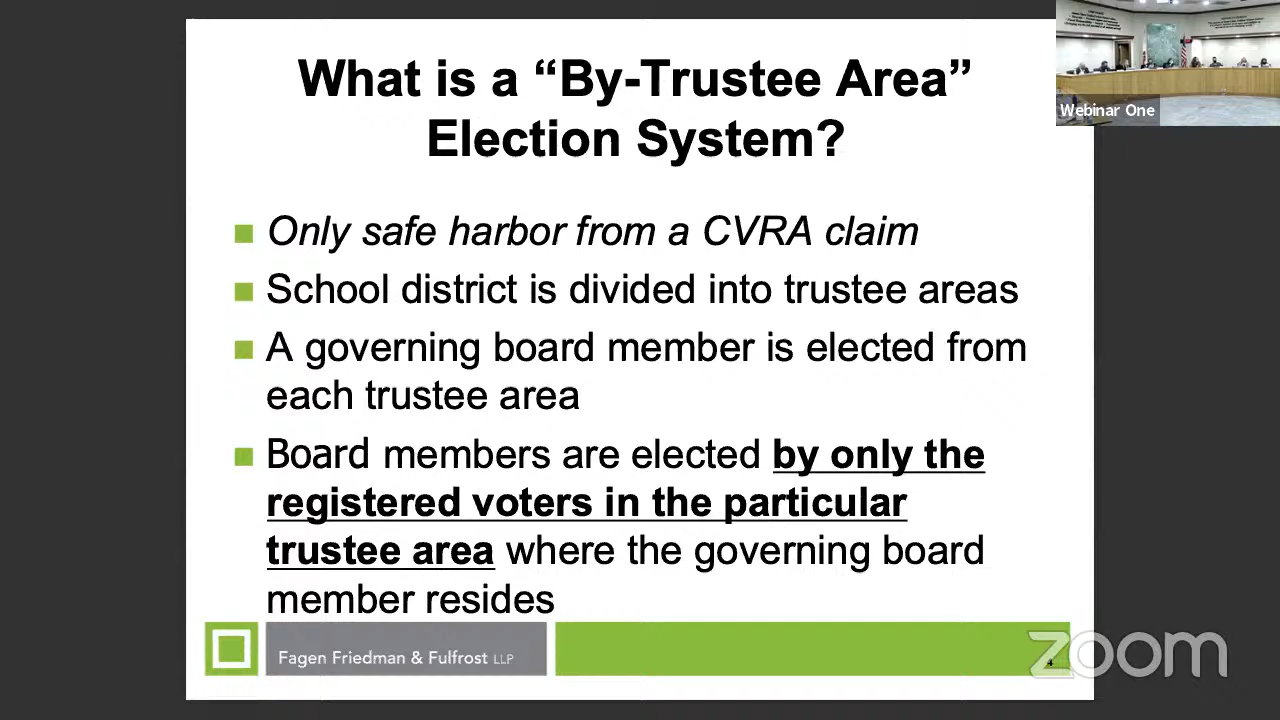 What is a “By-Trustee Area”
Election System?
Only safe harbor from a CVRA claim
School district is divided into trustee areas
A governing board member is elected from
each trustee area
Board members are elected by only the
registered voters in the particular
trustee area where the governing board
member resides
Fagen Friedman & Fulfrost LLP
4
Webinar One
zoom